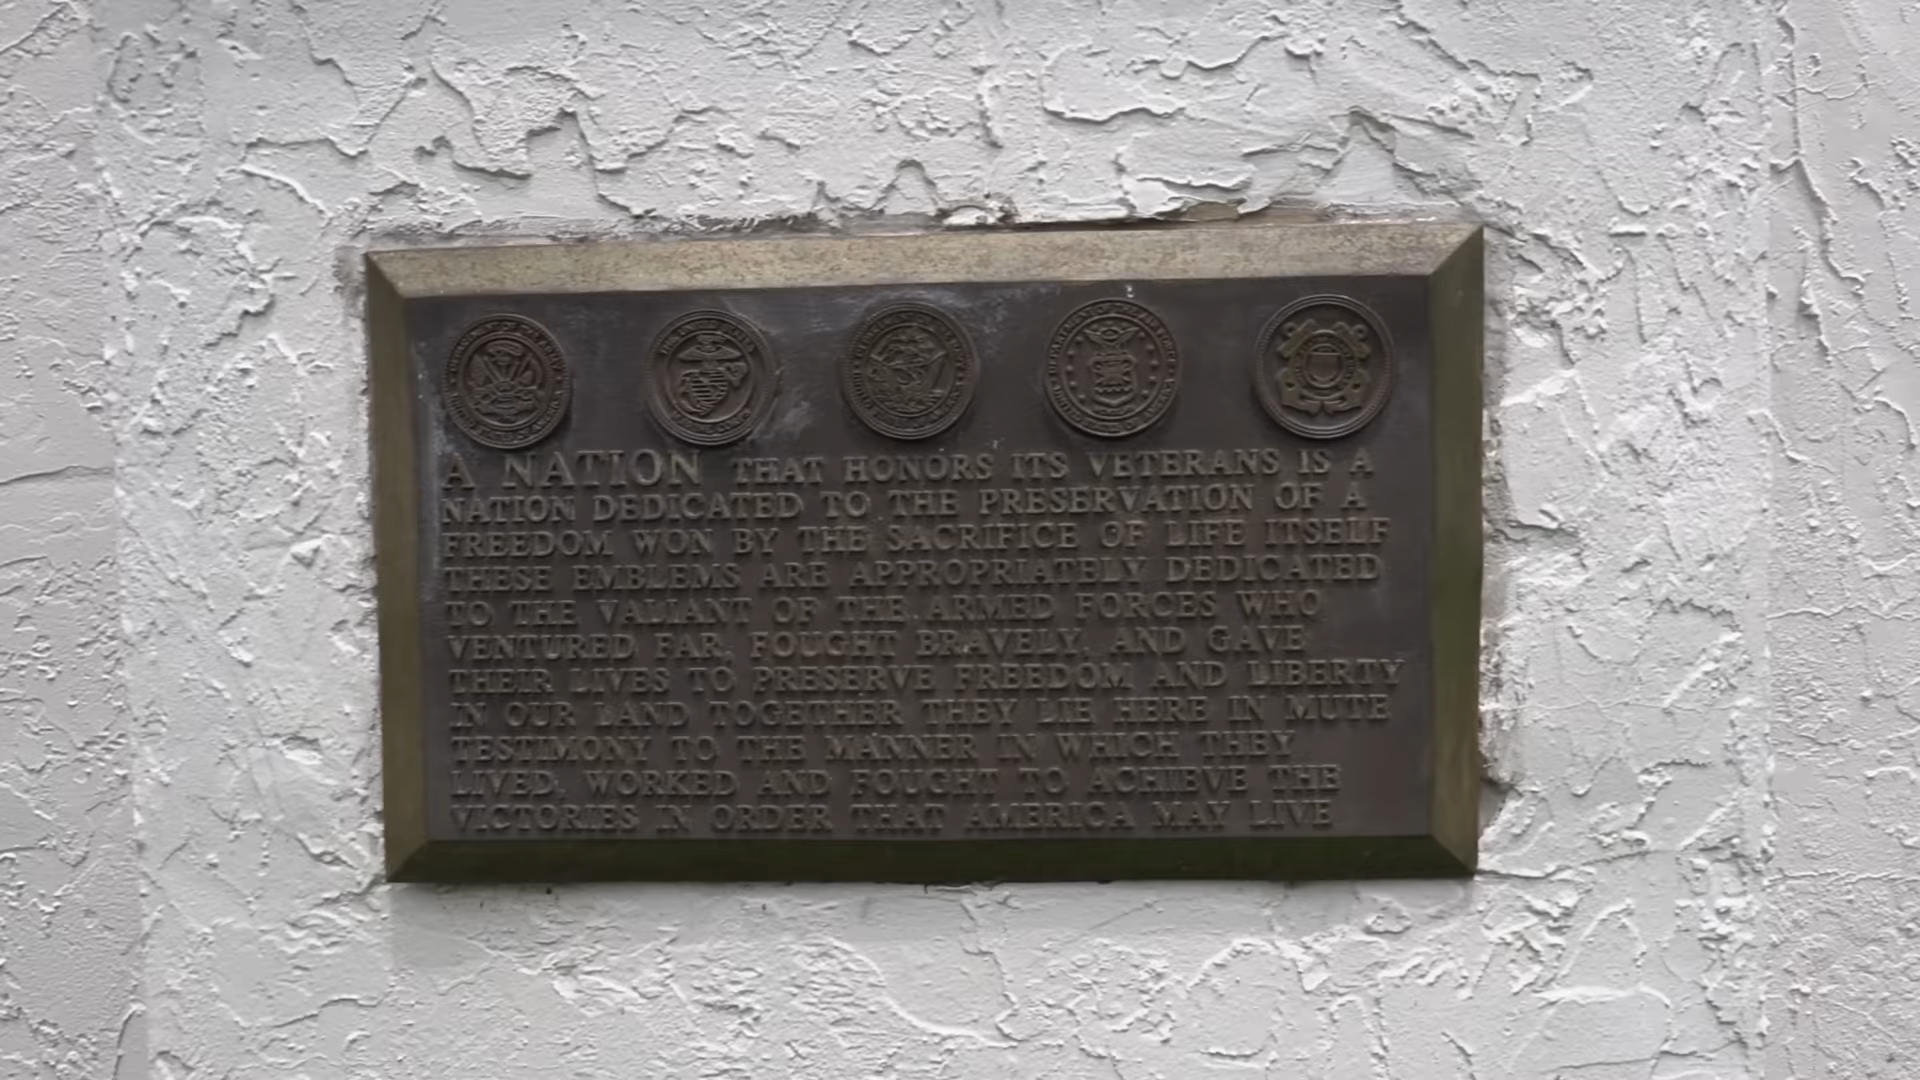 A NATION THAT HONORS ITS VETERANS IS A
NATION DEDICATED TO THE PRESERVATION OF A
FREEDOM WON BY THE SACRIFICE OF LIFE ITSELF
THESE EMBLEMS ARE APPROPRIATELY DEDICATED
TO THE VALIANT OF THE ARMED FORCES WHO
VENTURED FAR, FOUGHT BRAVELY, AND GAVE
THEIR LIVES TO PRESERVE FREEDOM AND LIBERTY
IN OUR LAND TOGETHER THEY LIE HERE IN MUTE
TESTIMONY TO THE MANNER IN WHICH THEY
LIVED, WORKED AND FOUGHT TO ACHIEVE THE
VICTORIES IN ORDER THAT AMERICA MAY LIVE